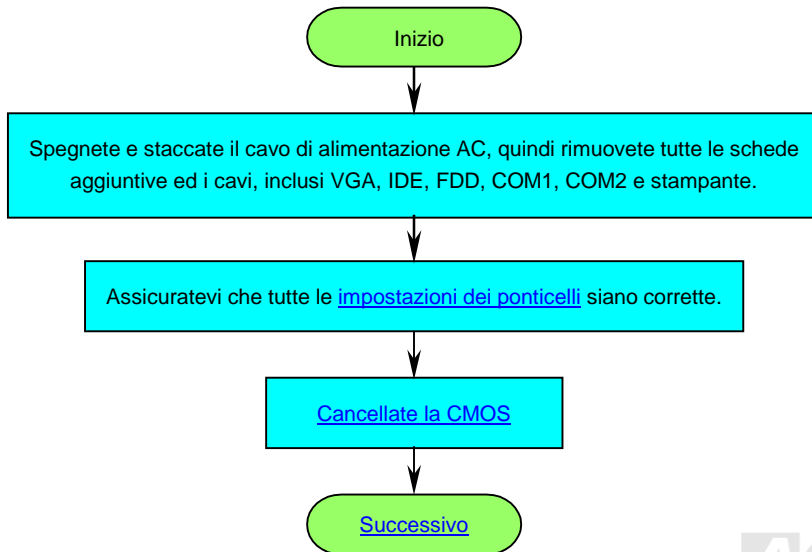 Inizio
Spegnete e staccate il cavo di alimentazione AC, quindi rimuovete tutte le schede
aggiuntive ed i cavi, inclusi VGA, IDE, FDD, COM1, COM2 e stampante.
Assicuratevi che tutte le impostazioni dei ponticelli siano corrette.
Cancellate la CMOS
Successivo